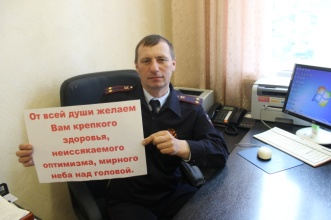 От всей души желаем
Вам крепкого
здоровья,
неиссякаемого
оптимизма, мирного
неба над головой.